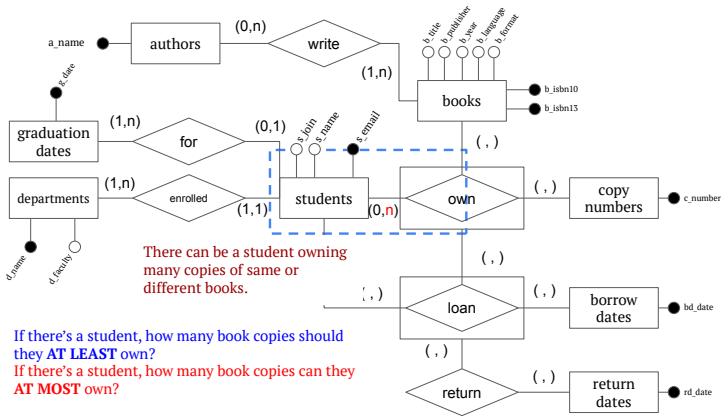 a_name
authors
(0,n)
write
(1,n)
b_title
b_publisher
b_year
b_language
b_format
books
b_isbn10
b_isbn13
( , )
g_date
graduation
dates
(1,n)
for
(0,1)
s_join
s_name
s_email
departments
(1,n)
enrolled
(1,1)
students
(0,n)
own
( , )
copy
numbers
c_number
d_name
d_faculty
There can be a student owning
many copies of same or
different books.
( , )
( , )
loan
( , )
borrow
dates
bd_date
If there's a student, how many book copies should
they AT LEAST own?
If there's a student, how many book copies can they
AT MOST own?
( , )
return
( , )
return
dates
rd_date